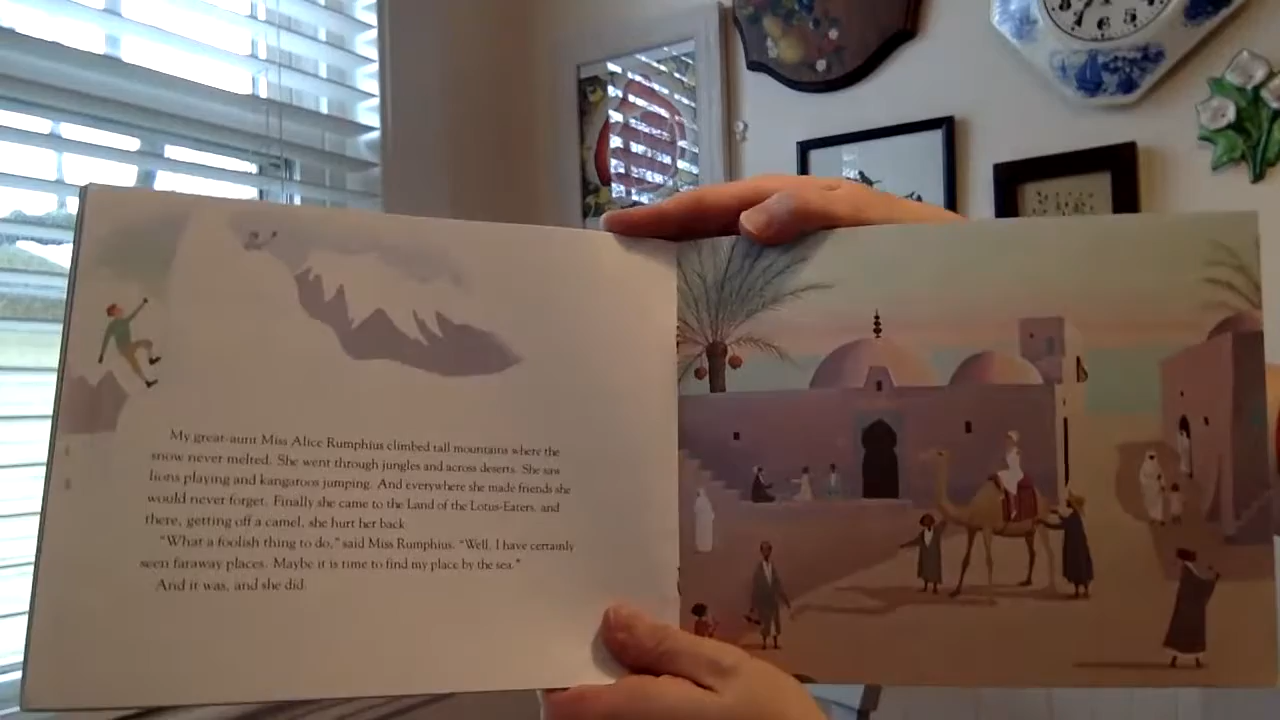 My great-aunt Miss Alice Rumphius climbed tall mountains where the
snow never melted. She went through jungles and across deserts. She saw
lions playing and kangaroos jumping. And everywhere she made friends she
would never forget. Finally she came to the Land of the Lotus-Eaters, and
there, getting off a camel, she hurt her back.
"What a foolish thing to do," said Miss Rumphius. "Well, I have certainly
seen faraway places. Maybe it is time to find my place by the sea."
And it was, and she did.